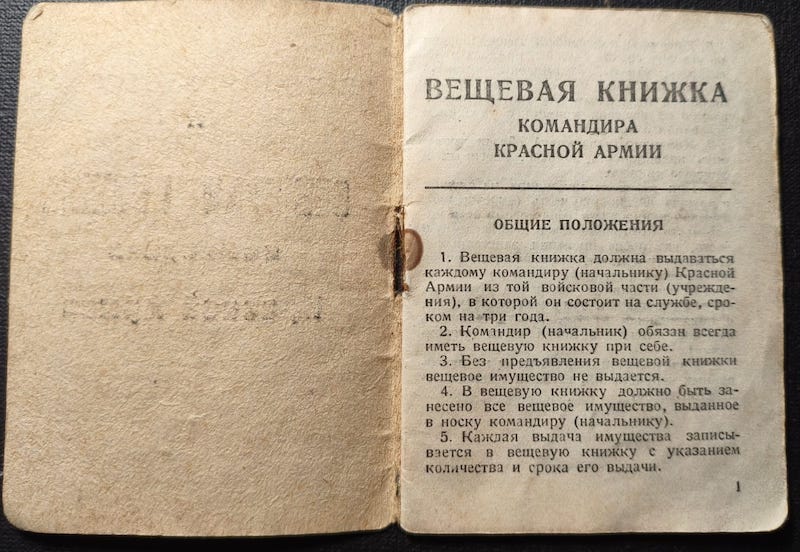 ВЕЩЕВАЯ КНИЖКА
КОМАНДИРА
КРАСНОЙ АРМИИ
ОБЩИЕ ПОЛОЖЕНИЯ
1. Вещевая книжка должна выдаваться
каждому командиру (начальнику) Красной
Армии из той войсковой части (учрежде-
ния), в которой он состоит на службе, сро-
ком на три года.
2. Командир (начальник) обязан всегда
иметь вещевую книжку при себе.
3. Без предъявления вещевой книжки
вещевое имущество не выдается.
4. В вещевую книжку должно быть за-
несено все вещевое имущество, выданное
в носку командиру (начальнику).
5. Каждая выдача имущества записы-
вается в вещевую книжку с указанием
количества и срока его выдачи.
1